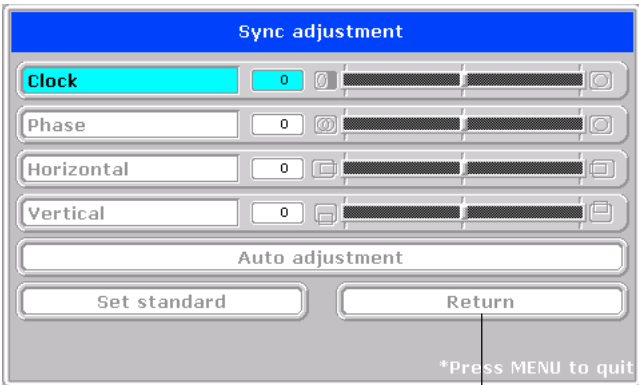 Sync adjustment
Clock 0
Phase 0
Horizontal 0
Vertical 0
Auto adjustment
Set standard Return
*Press MENU to quit